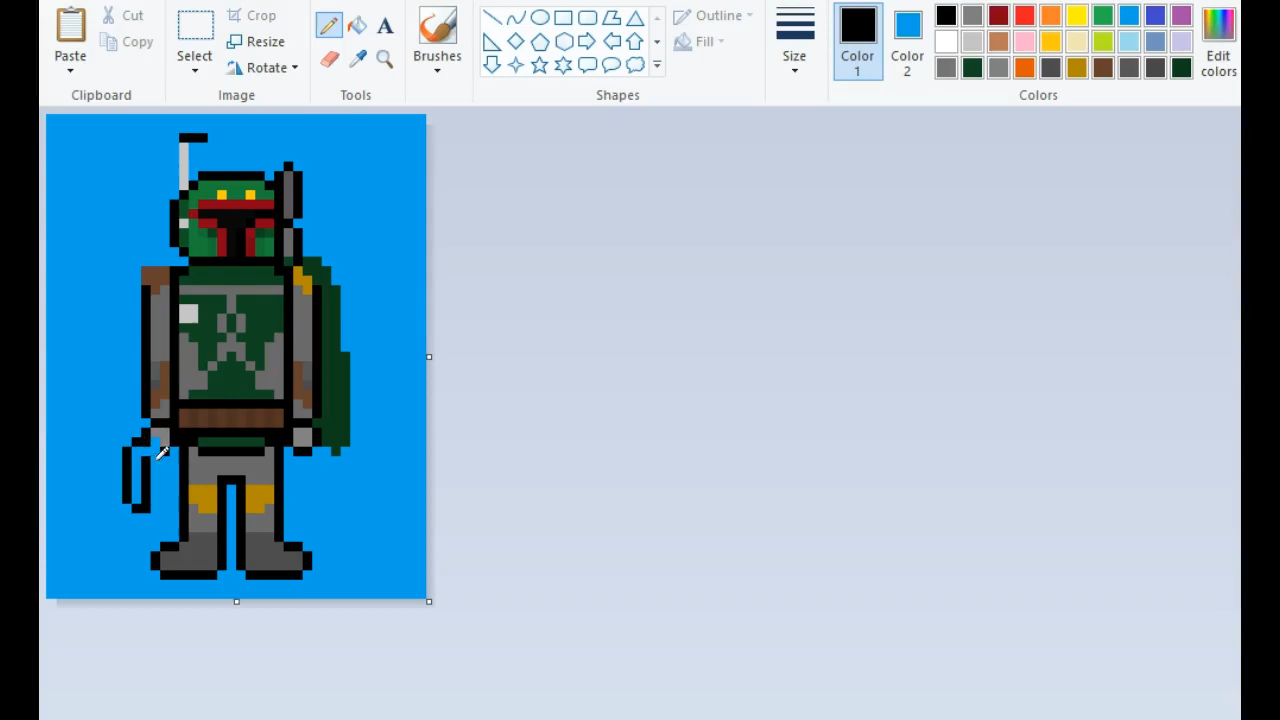 Paste
Cut
Copy
Clipboard
Select
Crop
Resize
Rotate
Image
A
Tools
Brushes
Outline
Fill
Shapes
Size
Color
1
Color
2
Edit
colors
Colors